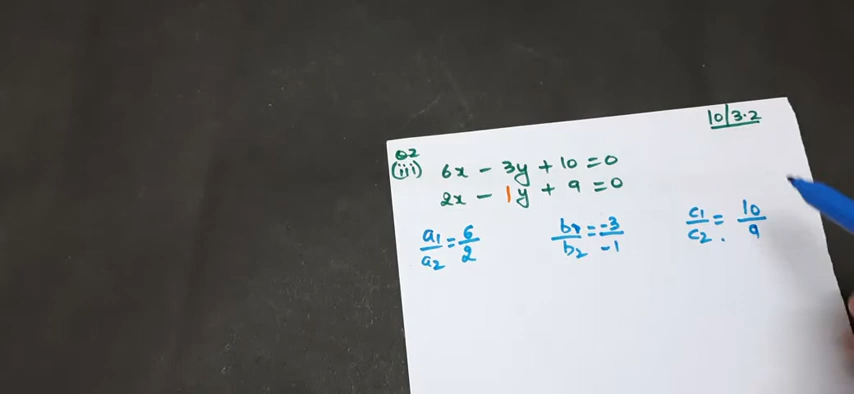 10/3.2
Q2
(iii) 6x - 3y + 10 = 0
2x - 1y + 9 = 0
a1/a2 = 6/2 b1/b2 = -3/-1 c1/c2 = 10/9